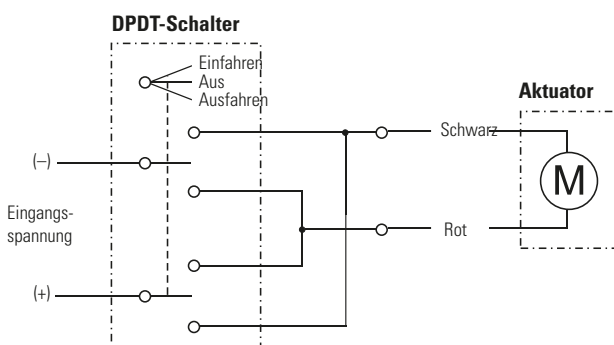 DPDT-Schalter
Einfahren
Aus
Ausfahren
Aktuator
Schwarz
(–)
M
Eingangs-
spannung
Rot
(+)